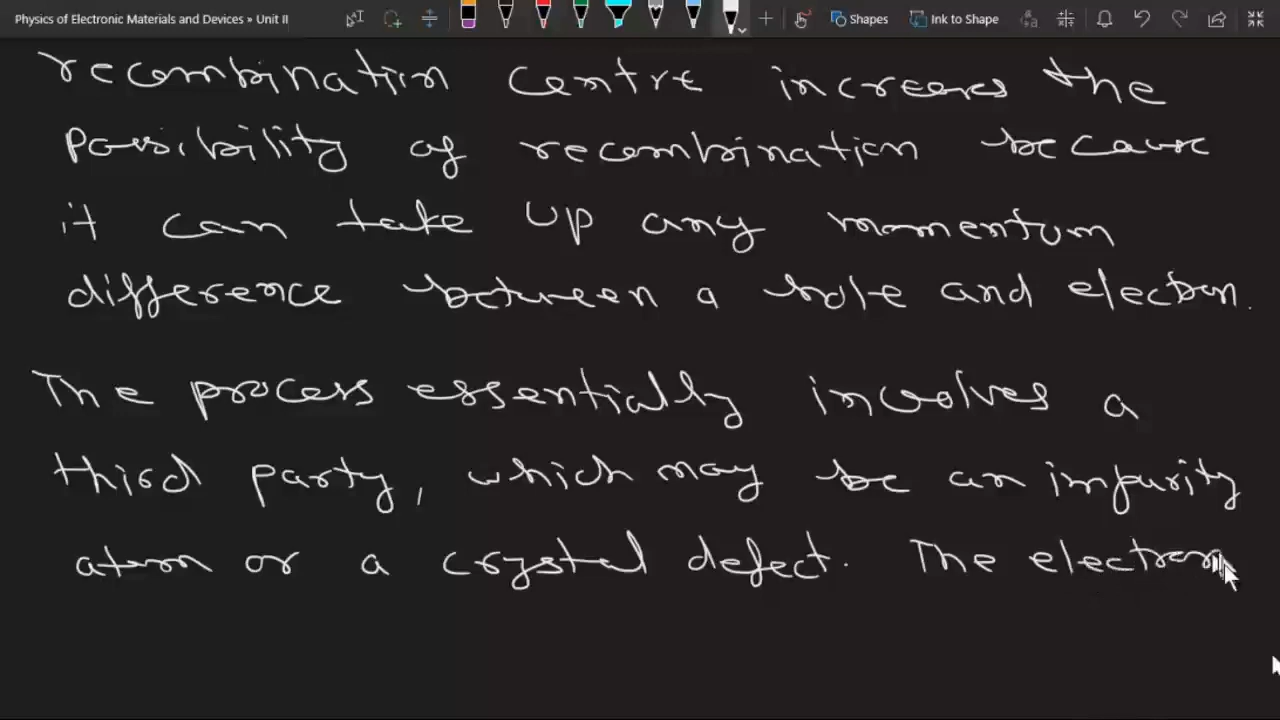 Physics of Electronic Materials and Devices » Unit II
Shapes
Ink to Shape
recombination centre increases the
possibility of recombination because
it can take up any momentum
difference between a hole and electron.
The process essentially involves a
third party, which may be an impurity
atom or a crystal defect. The electron